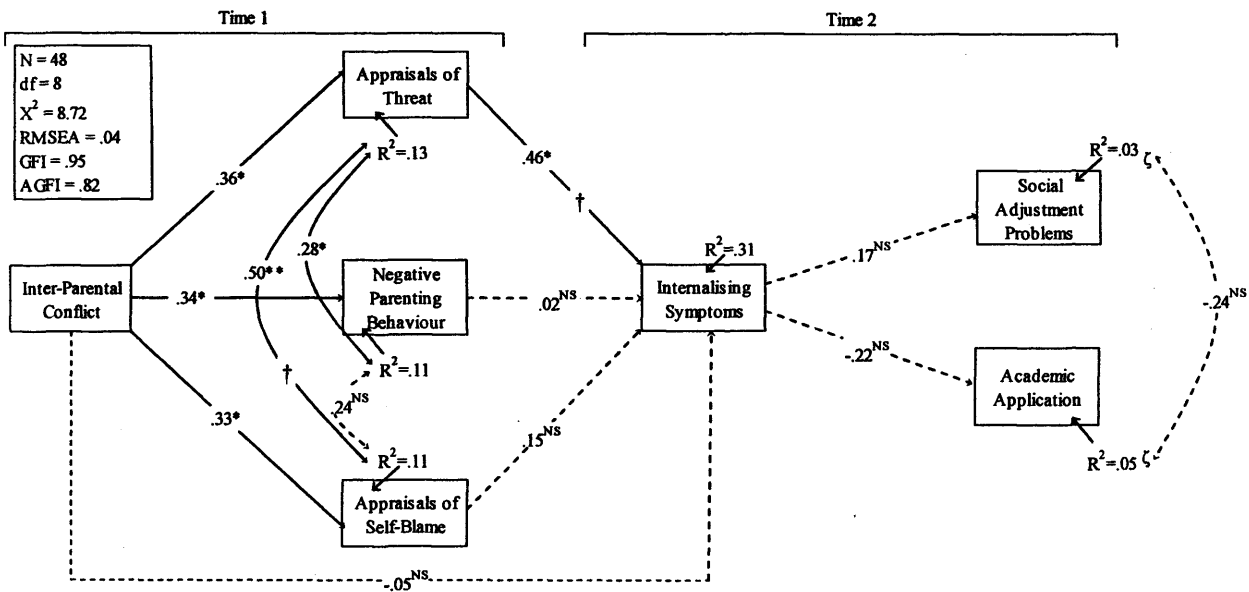 Time 1
Time 2
N = 48
df = 8
X² = 8.72
RMSEA = .04
GFI = .95
AGFI = .82
Appraisals of
Threat
R²=.13
.36*
.46*
†
R²=.03 ζ
Social
Adjustment
Problems
.28*
.50**
R²=.31
.17ᴺˢ
Inter-Parental
Conflict
.34*
Negative
Parenting
Behaviour
.02ᴺˢ
Internalising
Symptoms
-.24ᴺˢ
-.22ᴺˢ
R²=.11
†
.24ᴺˢ
Academic
Application
.33*
.15ᴺˢ
R²=.11
R²=.05 ζ
Appraisals of
Self-Blame
-.05ᴺˢ